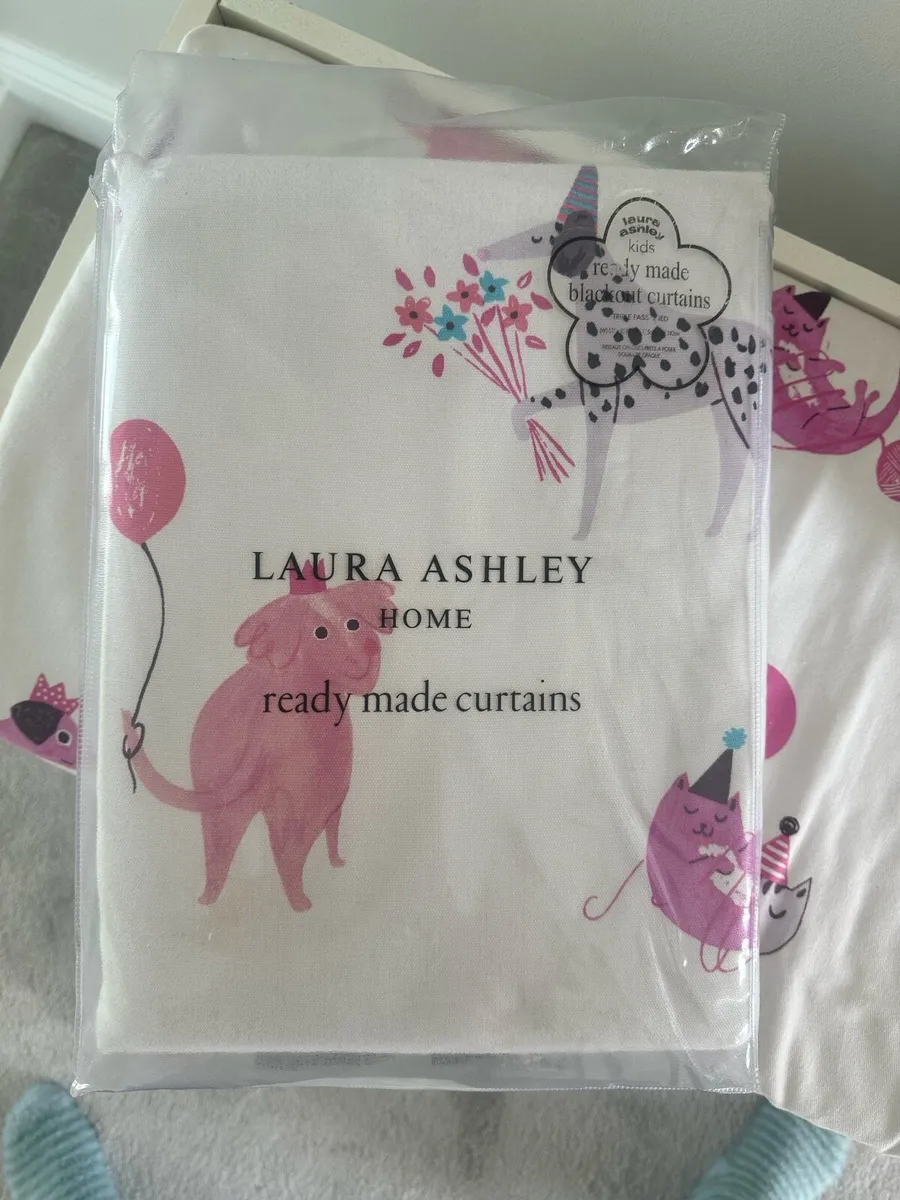 laura
ashley
kids
ready made
blackout curtains
LAURA ASHLEY
HOME
ready made curtains